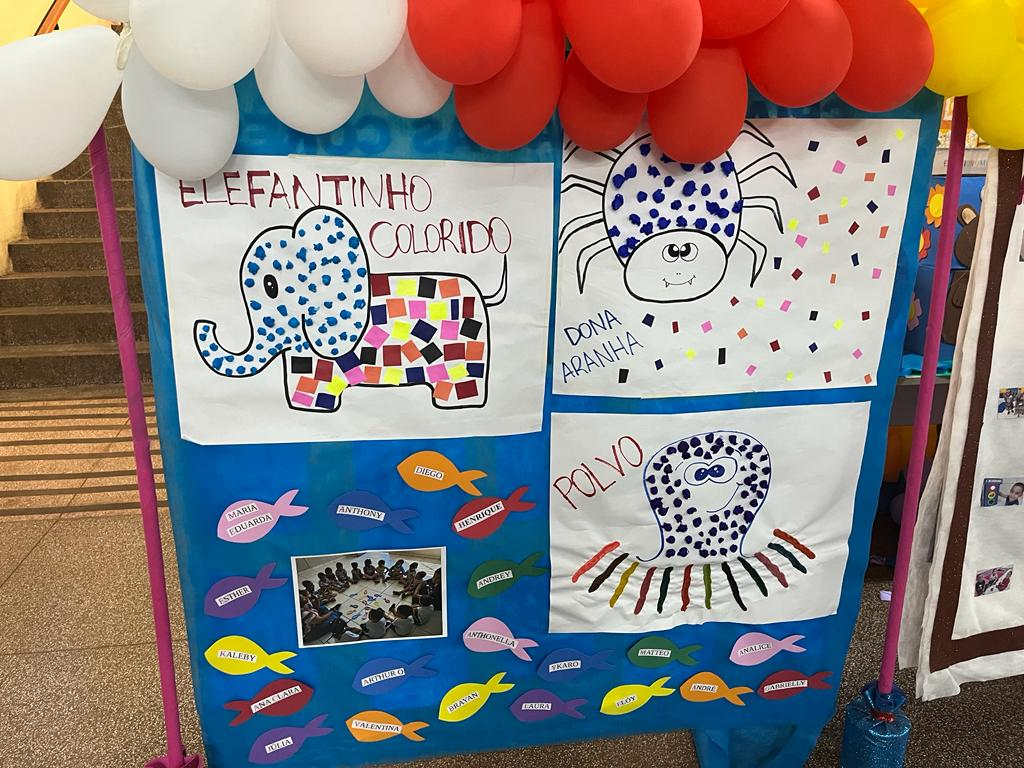 ELEFANTINHO
COLORIDO
DONA
ARANHA
POLVO
DIEGO
MARIA
EDUARDA
ANTHONY
HENRIQUE
ESTHER
ANDREY
KALEBY
ANTHONELLA
MATTEO
ANALICE
ARTHUR O
YKARO
ANA CLARA
BRAYAN
LAURA
ELOY
ANDRÉ
GABRIELLY
VALENTINA
JÚLIA